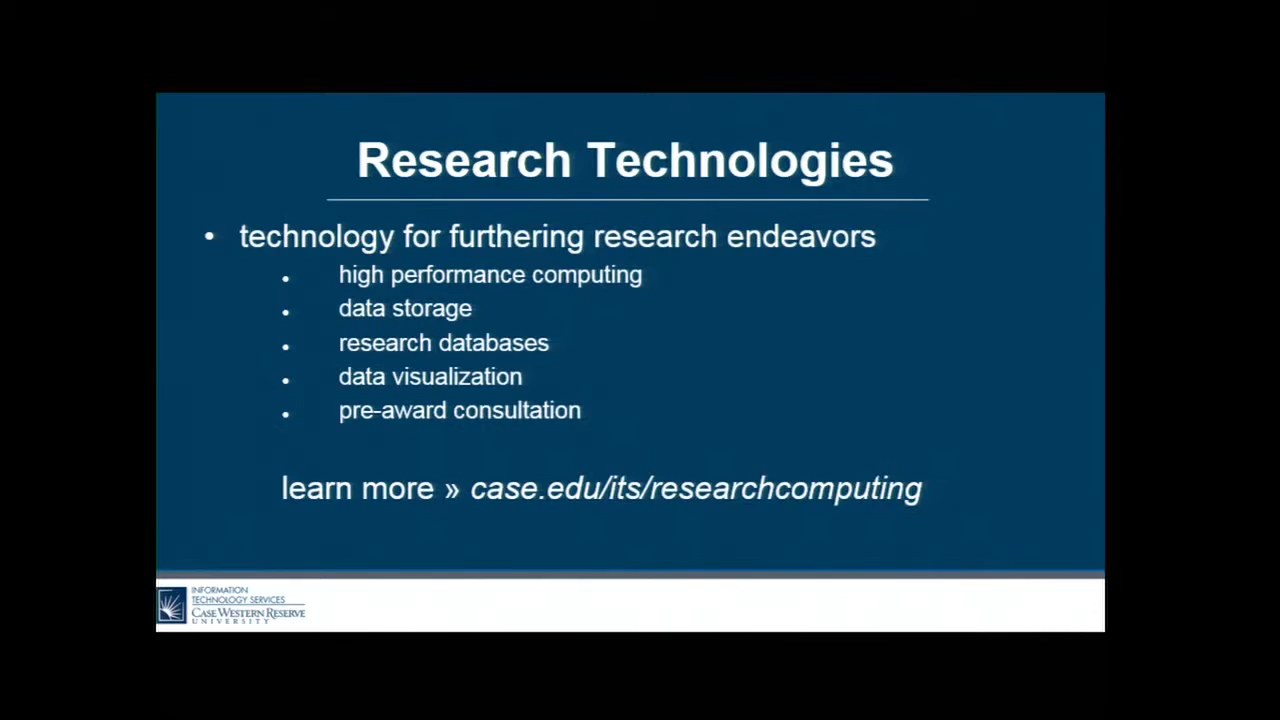 Research Technologies
• technology for furthering research endeavors
• high performance computing
• data storage
• research databases
• data visualization
• pre-award consultation
learn more » case.edu/its/researchcomputing
INFORMATION
TECHNOLOGY SERVICES
CASE WESTERN RESERVE
UNIVERSITY